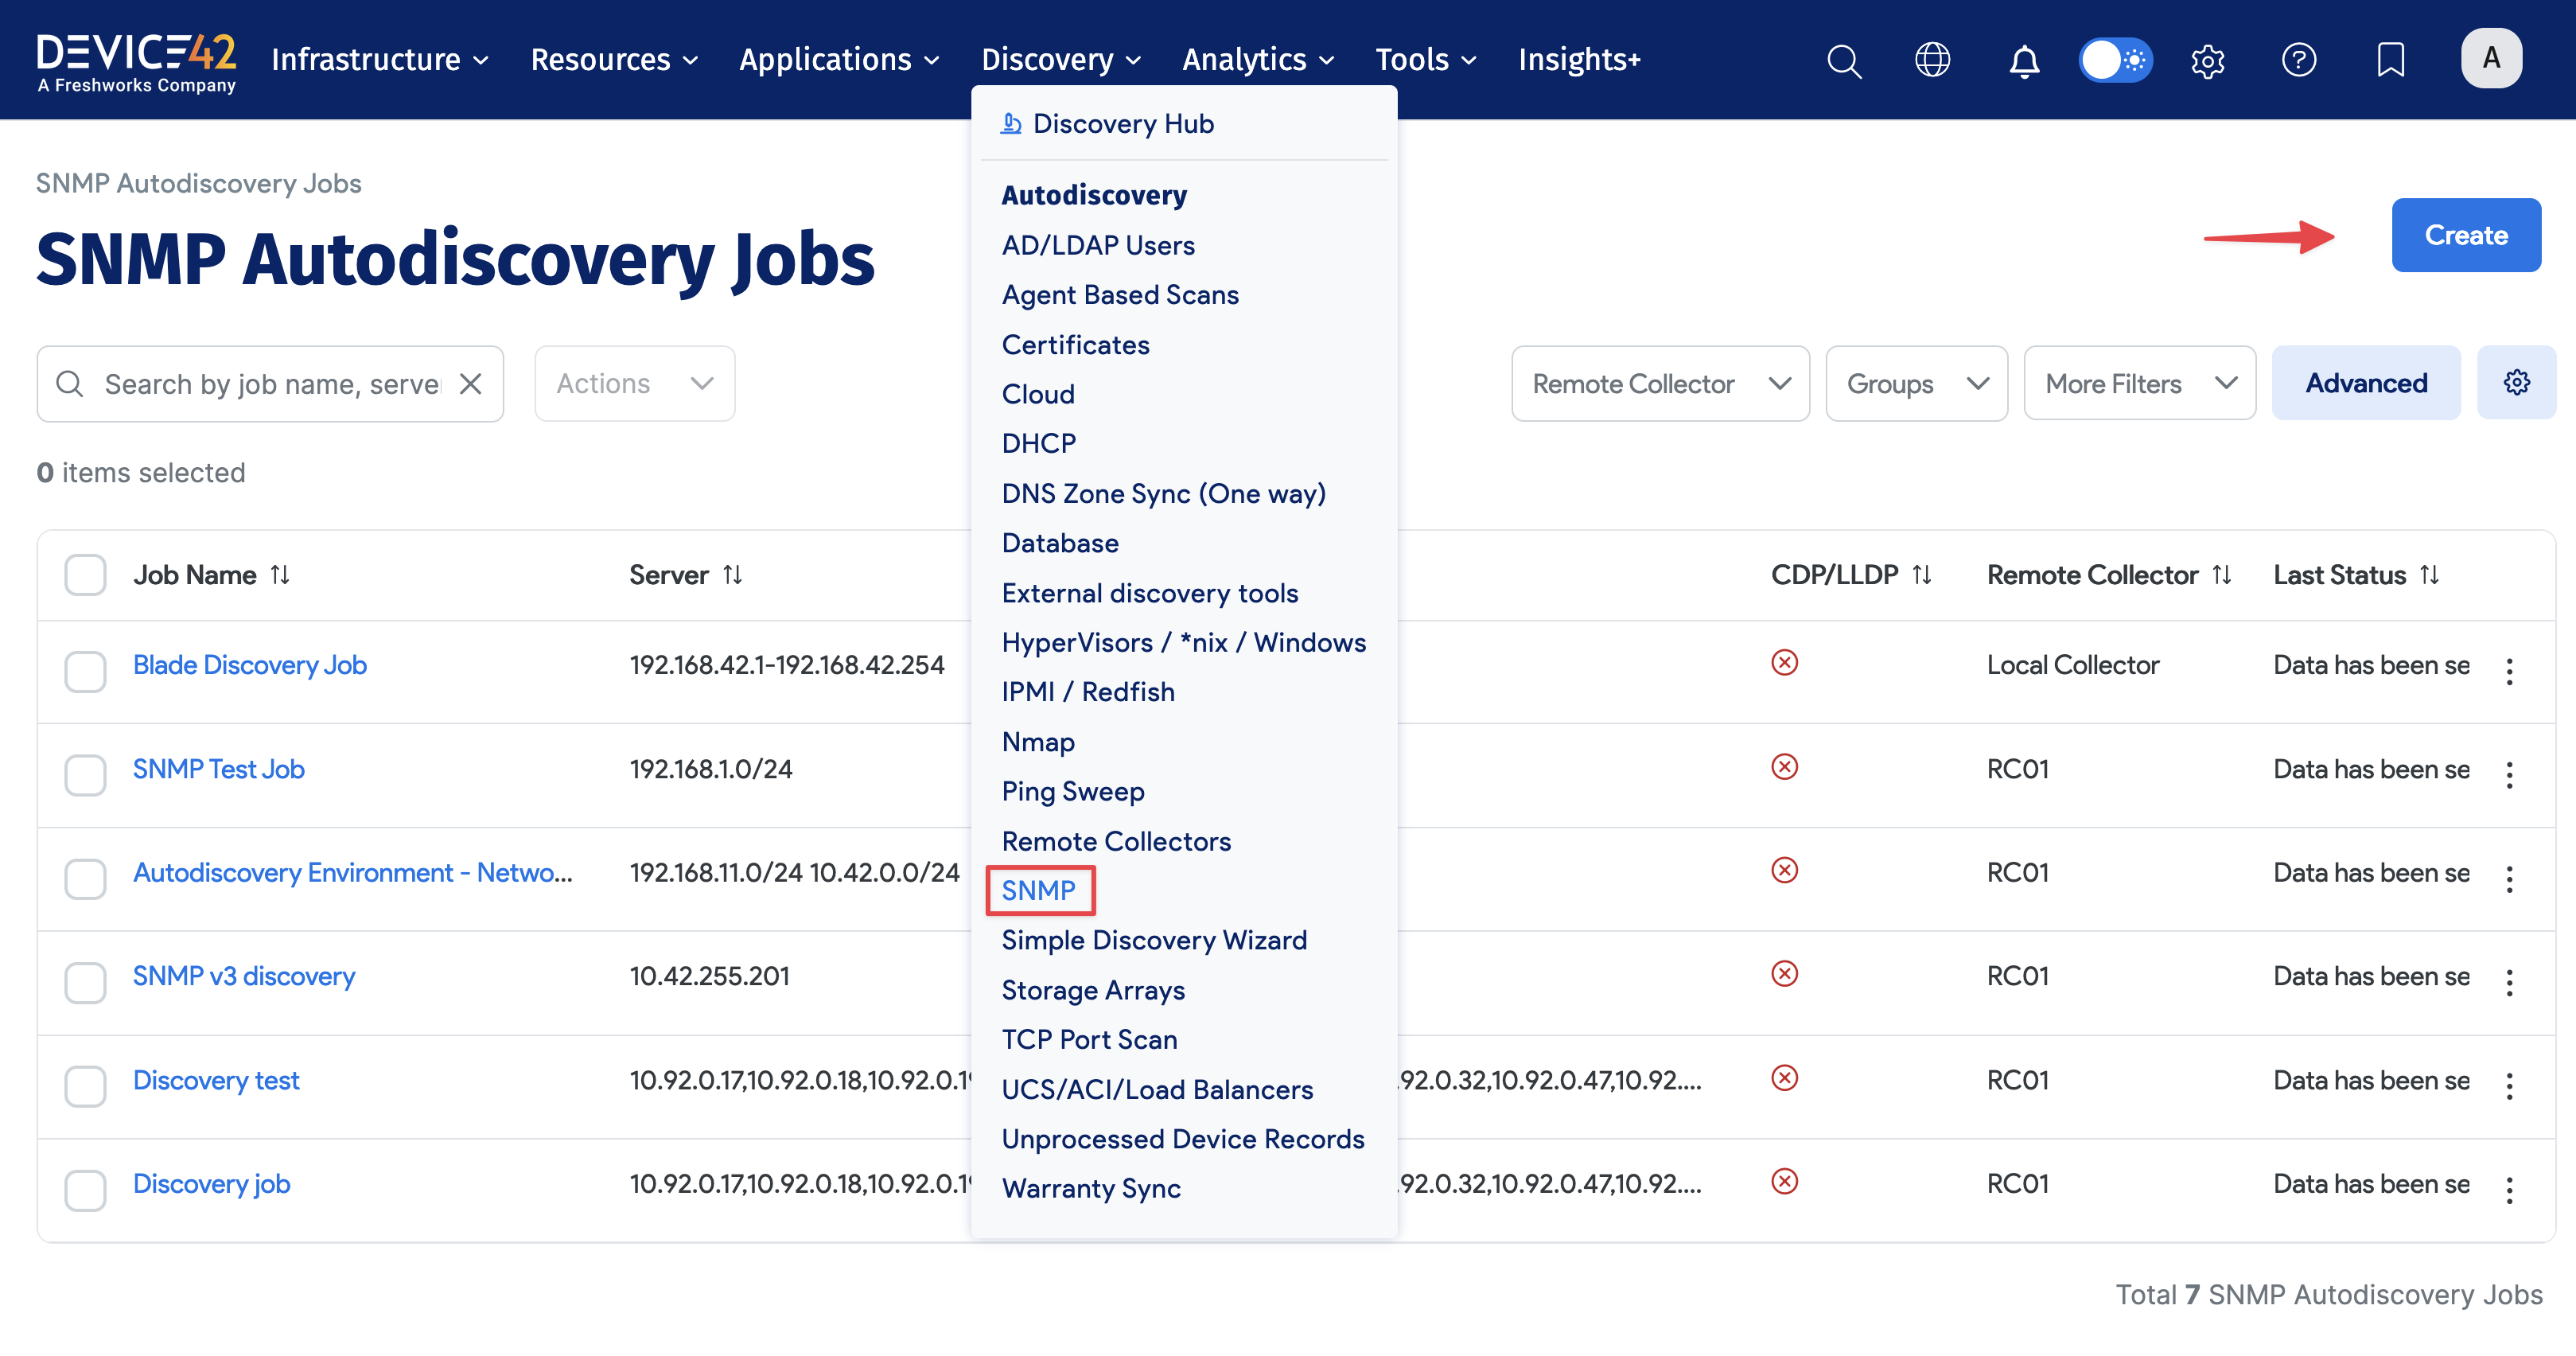 DEVICE42
A Freshworks Company
Infrastructure Resources Applications Discovery Analytics Tools Insights+
A
Discovery Hub
Autodiscovery
AD/LDAP Users
Agent Based Scans
Certificates
Cloud
DHCP
DNS Zone Sync (One way)
Database
External discovery tools
HyperVisors / *nix / Windows
IPMI / Redfish
Nmap
Ping Sweep
Remote Collectors
SNMP
Simple Discovery Wizard
Storage Arrays
TCP Port Scan
UCS/ACI/Load Balancers
Unprocessed Device Records
Warranty Sync
SNMP Autodiscovery Jobs
SNMP Autodiscovery Jobs
Create
Search by job name, serve
Actions
Remote Collector Groups More Filters Advanced
0 items selected
Job Name Server CDP/LLDP Remote Collector Last Status
Blade Discovery Job 192.168.42.1-192.168.42.254 Local Collector Data has been se
SNMP Test Job 192.168.1.0/24 RC01 Data has been se
Autodiscovery Environment - Netwo... 192.168.11.0/24 10.42.0.0/24 RC01 Data has been se
SNMP v3 discovery 10.42.255.201 RC01 Data has been se
Discovery test 10.92.0.17,10.92.0.18,10.92.0.1 .92.0.32,10.92.0.47,10.92.... RC01 Data has been se
Discovery job 10.92.0.17,10.92.0.18,10.92.0.1 .92.0.32,10.92.0.47,10.92.... RC01 Data has been se
Total 7 SNMP Autodiscovery Jobs